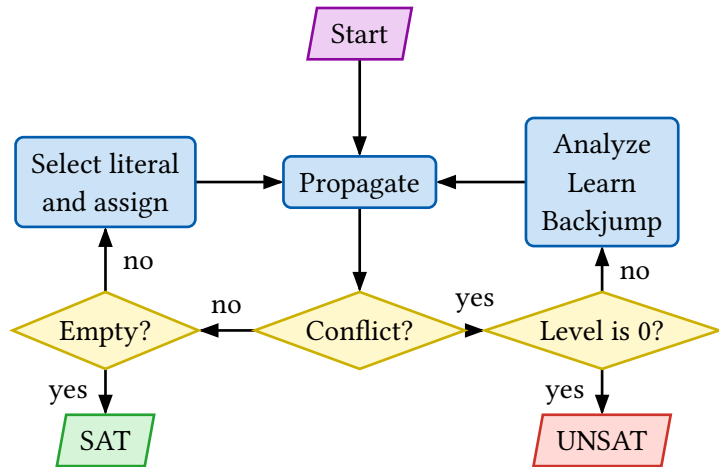 Start
Select literal
and assign
Propagate
Analyze
Learn
Backjump
no
no
yes
no
Empty?
Conflict?
Level is 0?
yes
yes
SAT
UNSAT